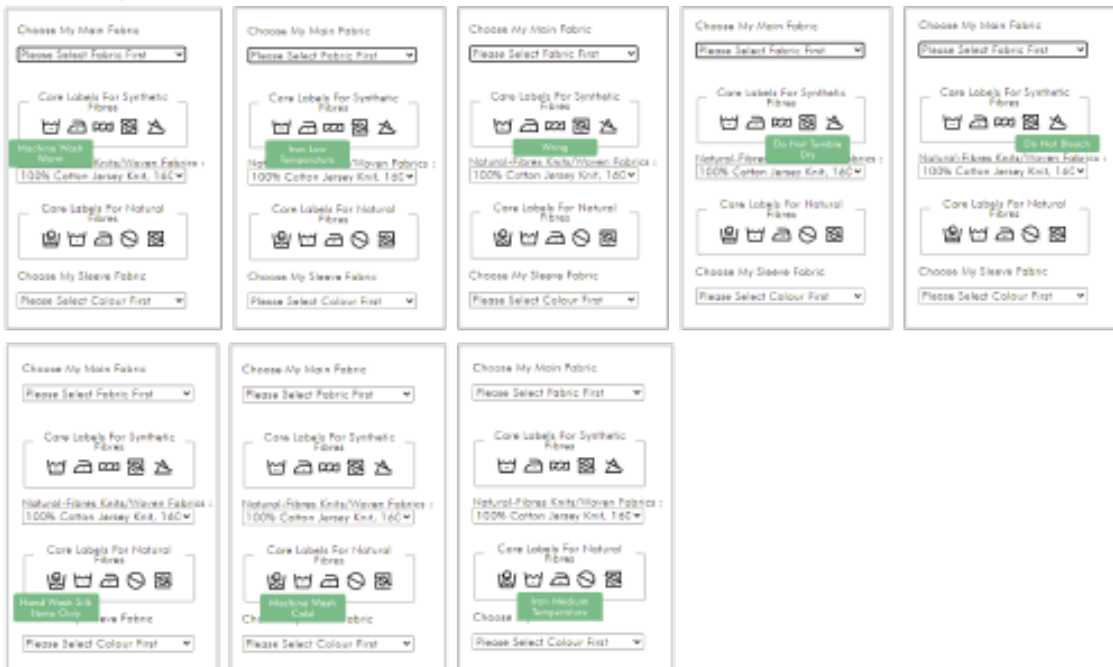 Choose My Main Fabric
Please Select Fabric First
Care Labels For Synthetic
Fibres
Machine Wash
Warm
Knits/Woven Fabrics :
100% Cotton Jersey Knit, 160
Care Labels For Natural
Fibres
Choose My Sleeve Fabric
Please Select Colour First
Choose My Main Fabric
Please Select Fabric First
Care Labels For Synthetic
Fibres
Iron Low
Temperature
/Woven Fabrics :
100% Cotton Jersey Knit, 160
Care Labels For Natural
Fibres
Choose My Sleeve Fabric
Please Select Colour First
Choose My Main Fabric
Please Select Fabric First
Care Labels For Synthetic
Fibres
Wring
Natural-Fibres Knits/Woven Fabrics :
100% Cotton Jersey Knit, 160
Care Labels For Natural
Fibres
Choose My Sleeve Fabric
Please Select Colour First
Choose My Main Fabric
Please Select Fabric First
Care Labels For Synthetic
Fibres
Do Not Tumble
Dry
Natural-Fibres
100% Cotton Jersey Knit, 160
Care Labels For Natural
Fibres
Choose My Sleeve Fabric
Please Select Colour First
Choose My Main Fabric
Please Select Fabric First
Care Labels For Synthetic
Fibres
Do Not Bleach
Natural-Fibres Knits/Woven Fabrics :
100% Cotton Jersey Knit, 160
Care Labels For Natural
Fibres
Choose My Sleeve Fabric
Please Select Colour First
Choose My Main Fabric
Please Select Fabric First
Care Labels For Synthetic
Fibres
Natural-Fibres Knits/Woven Fabrics :
100% Cotton Jersey Knit, 160
Care Labels For Natural
Fibres
Hand Wash Silk
Items Only
Fabric
Please Select Colour First
Choose My Main Fabric
Please Select Fabric First
Care Labels For Synthetic
Fibres
Natural-Fibres Knits/Woven Fabrics :
100% Cotton Jersey Knit, 160
Care Labels For Natural
Fibres
Machine Wash
Cold
Please Select Colour First
Choose My Main Fabric
Please Select Fabric First
Care Labels For Synthetic
Fibres
Natural-Fibres Knits/Woven Fabrics :
100% Cotton Jersey Knit, 160
Care Labels For Natural
Fibres
Iron Medium
Temperature
Choose
Please Select Colour First